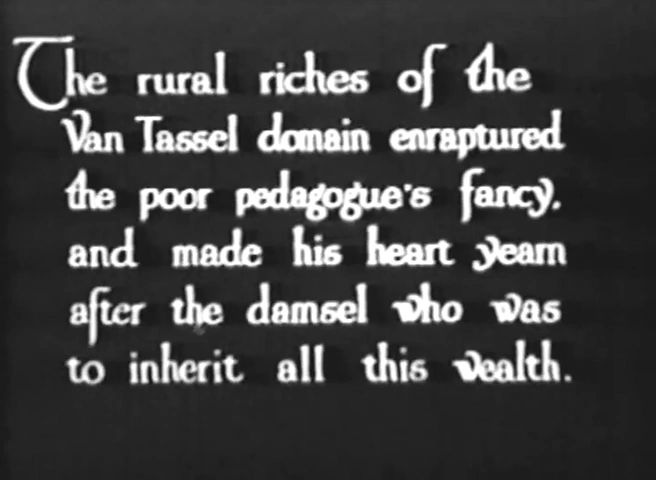 The rural riches of the
Van Tassel domain enraptured
the poor pedagogue's fancy,
and made his heart yearn
after the damsel who was
to inherit all this wealth.